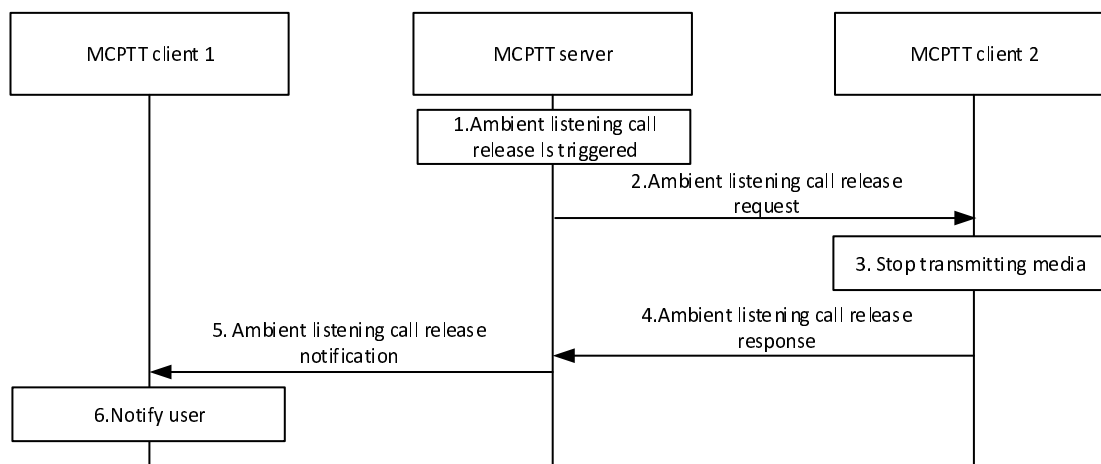 MCPTT client 1
MCPTT server
MCPTT client 2
1.Ambient listening call
release Is triggered
2.Ambient listening call release
request
3. Stop transmitting media
4.Ambient listening call release
response
5. Ambient listening call release
notification
6.Notify user